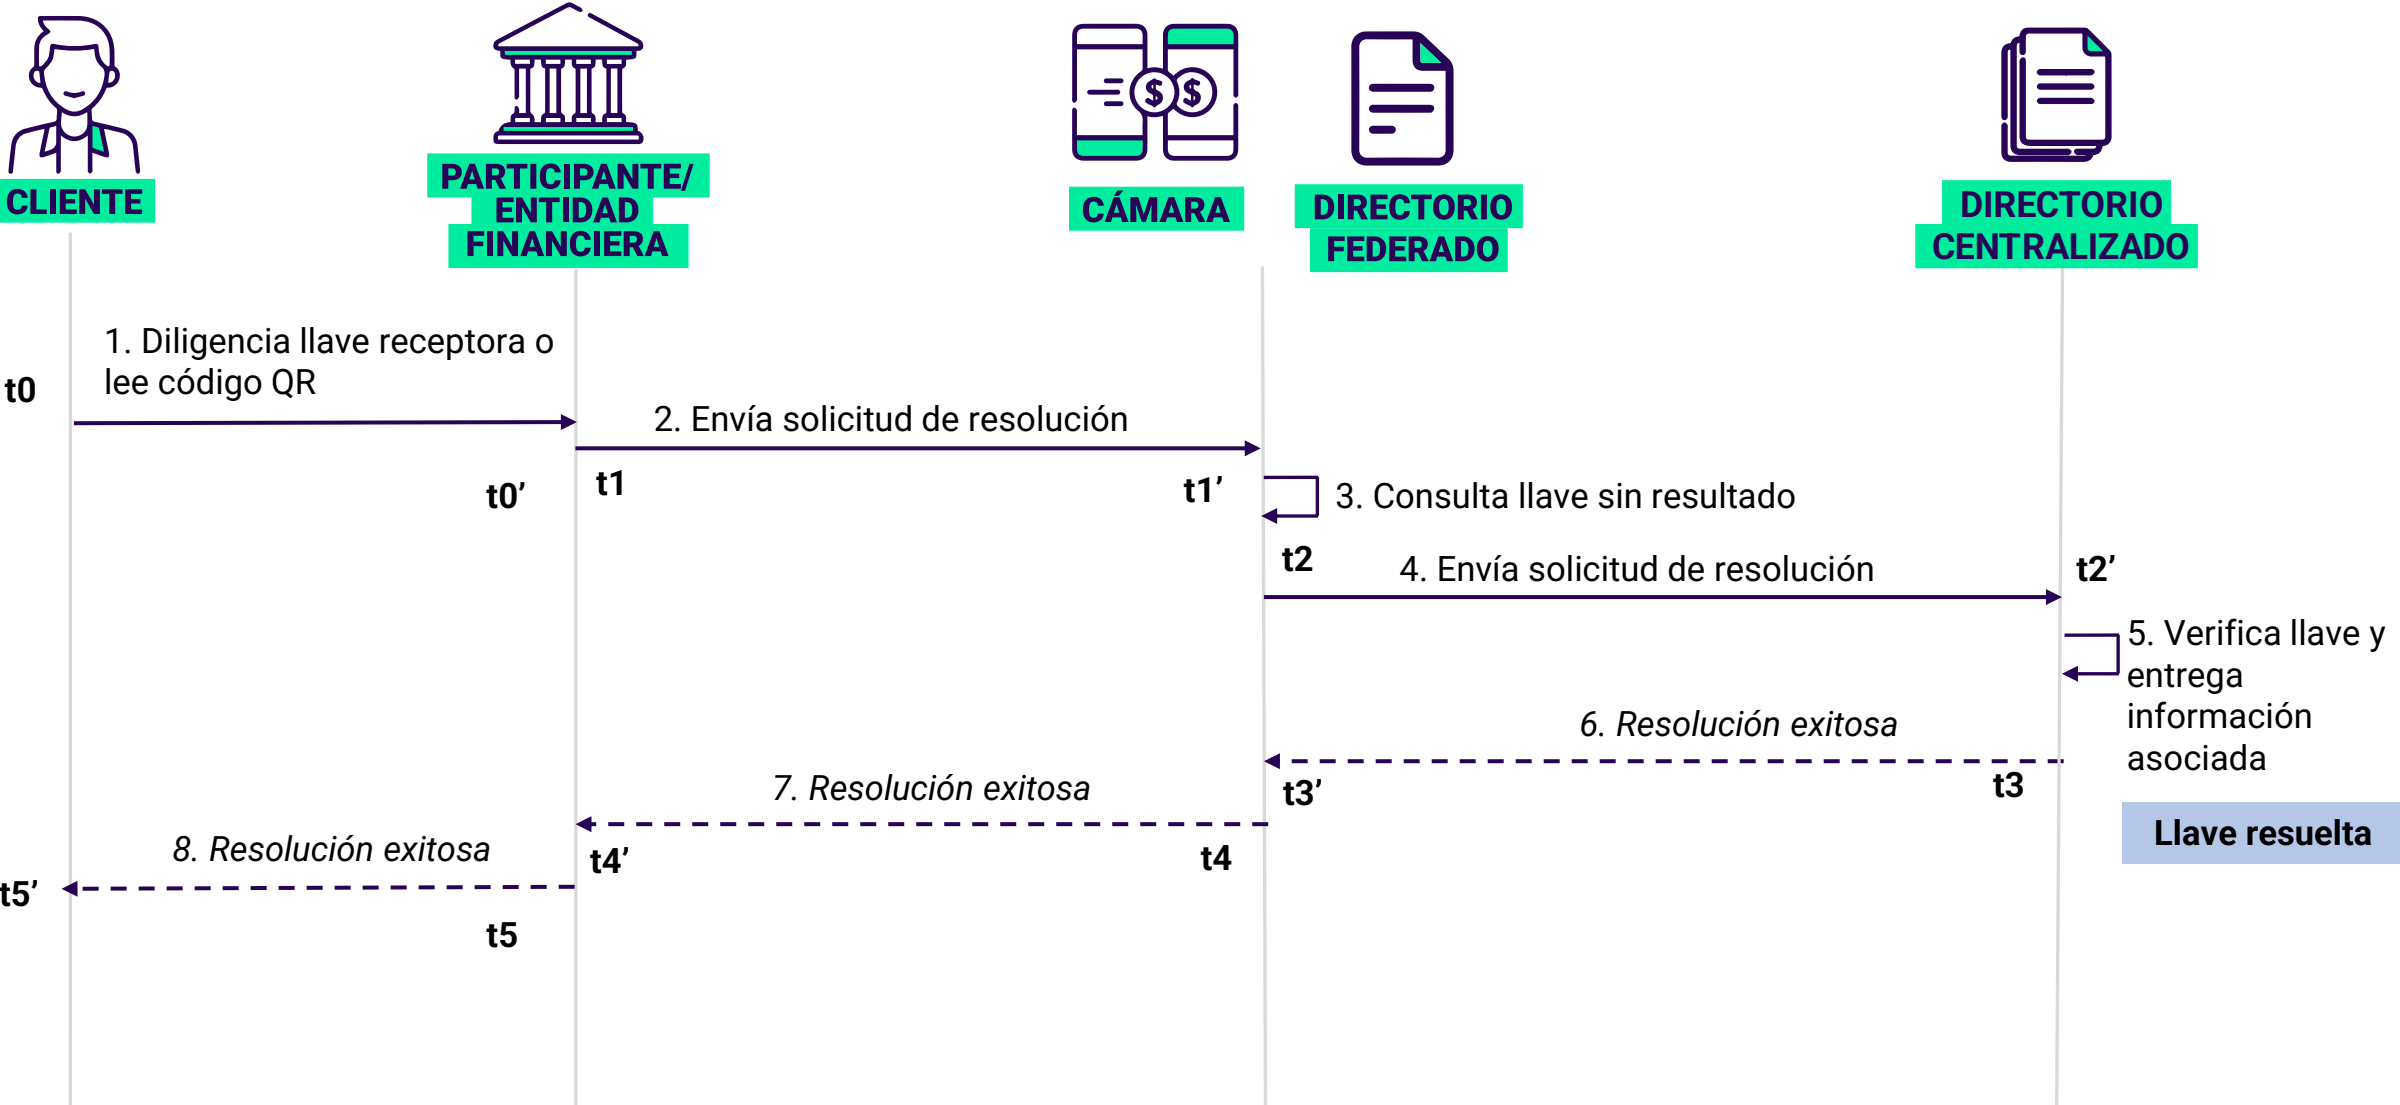 CLIENTE
PARTICIPANTE/
ENTIDAD
FINANCIERA
CÁMARA
DIRECTORIO
FEDERADO
DIRECTORIO
CENTRALIZADO
$ $
t0
1. Diligencia llave receptora o
lee código QR
t0’
2. Envía solicitud de resolución
t1
t1’
3. Consulta llave sin resultado
t2
4. Envía solicitud de resolución
t2’
5. Verifica llave y
entrega
información
asociada
Llave resuelta
6. Resolución exitosa
t3
t3’
7. Resolución exitosa
t4
t4’
8. Resolución exitosa
t5
t5’